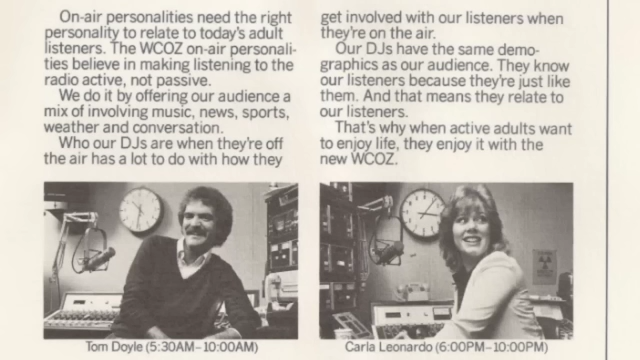 On-air personalities need the right
personality to relate to today's adult
listeners. The WCOZ on-air personali-
ties believe in making listening to the
radio active, not passive.
We do it by offering our audience a
mix of involving music, news, sports,
weather and conversation.
Who our DJs are when they're off
the air has a lot to do with how they
get involved with our listeners when
they're on the air.
Our DJs have the same demo-
graphics as our audience. They know
our listeners because they're just like
them. And that means they relate to
our listeners.
That's why when active adults want
to enjoy life, they enjoy it with the
new WCOZ.
Tom Doyle (5:30AM–10:00AM)
Carla Leonardo (6:00PM–10:00PM)